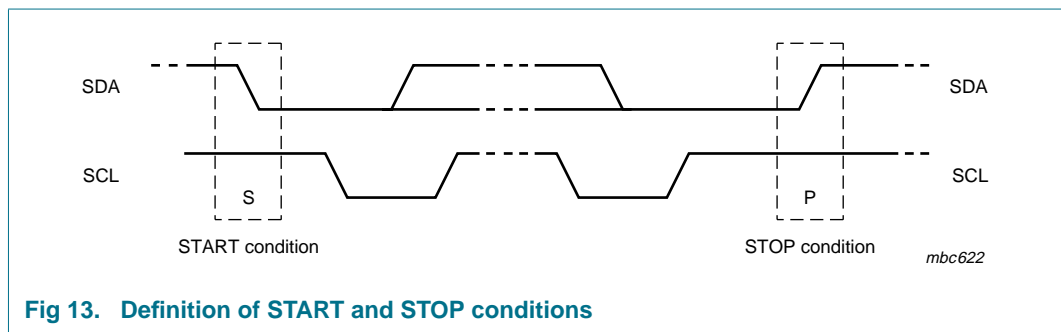 SDA
SDA
SCL
SCL
S
P
START condition
STOP condition
mbc622
Fig 13. Definition of START and STOP conditions